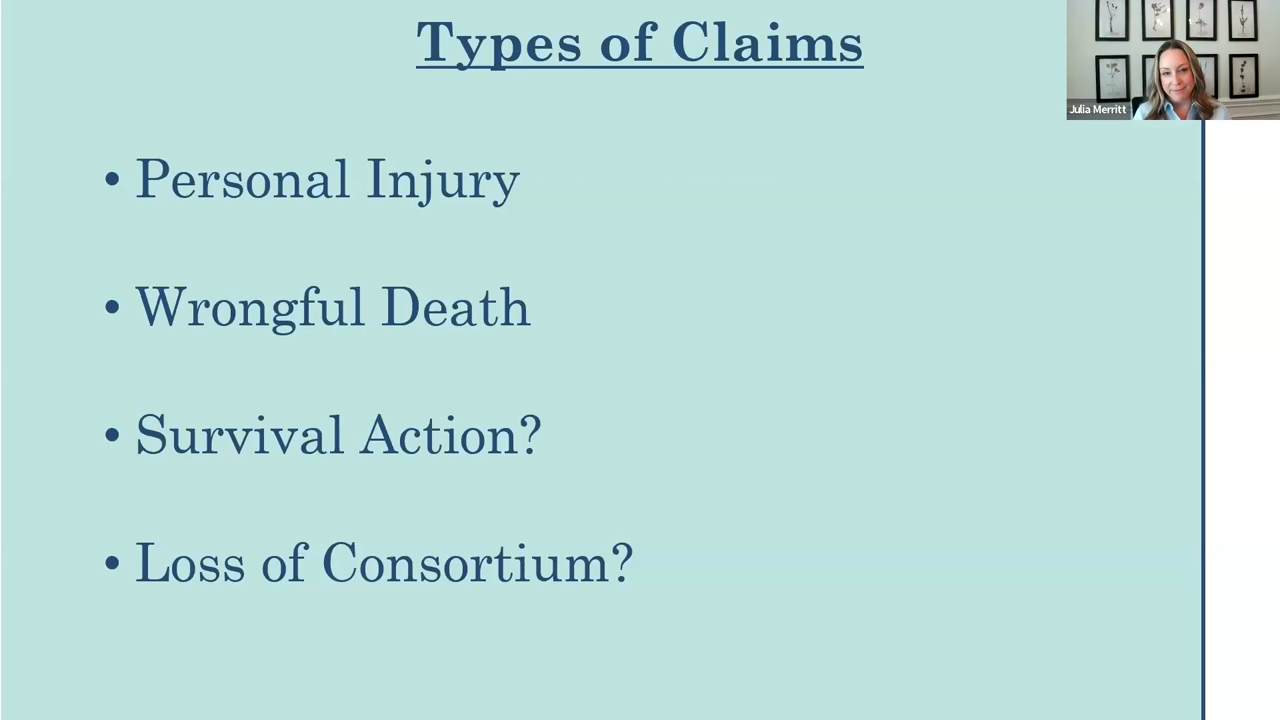 Types of Claims
Julia Merritt
• Personal Injury
• Wrongful Death
• Survival Action?
• Loss of Consortium?